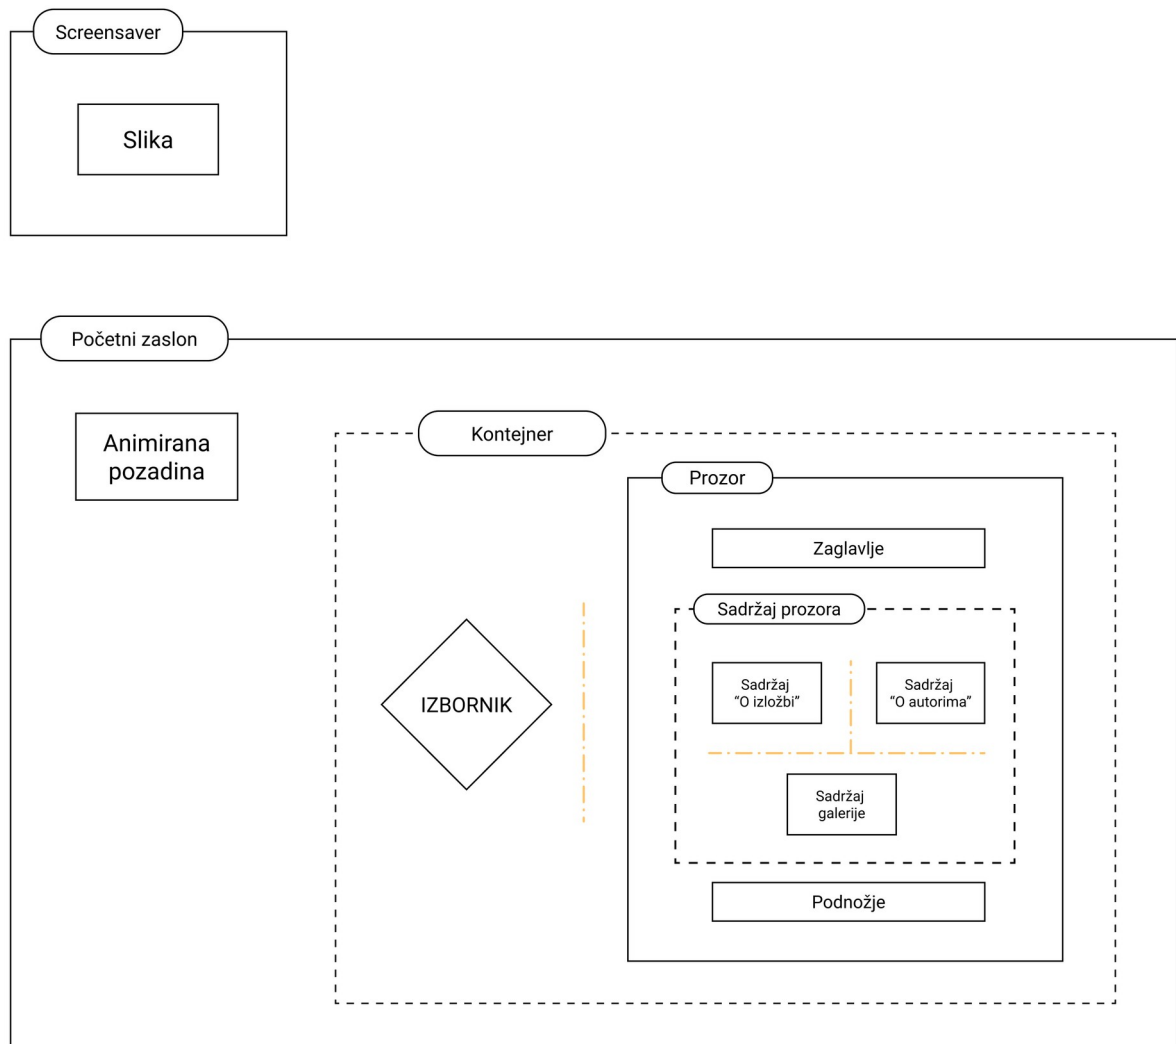 Screensaver
Slika
Početni zaslon
Animirana
pozadina
Kontejner
Prozor
Zaglavlje
Sadržaj prozora
Sadržaj
“O izložbi”
Sadržaj
“O autorima”
IZBORNIK
Sadržaj
galerije
Podnožje